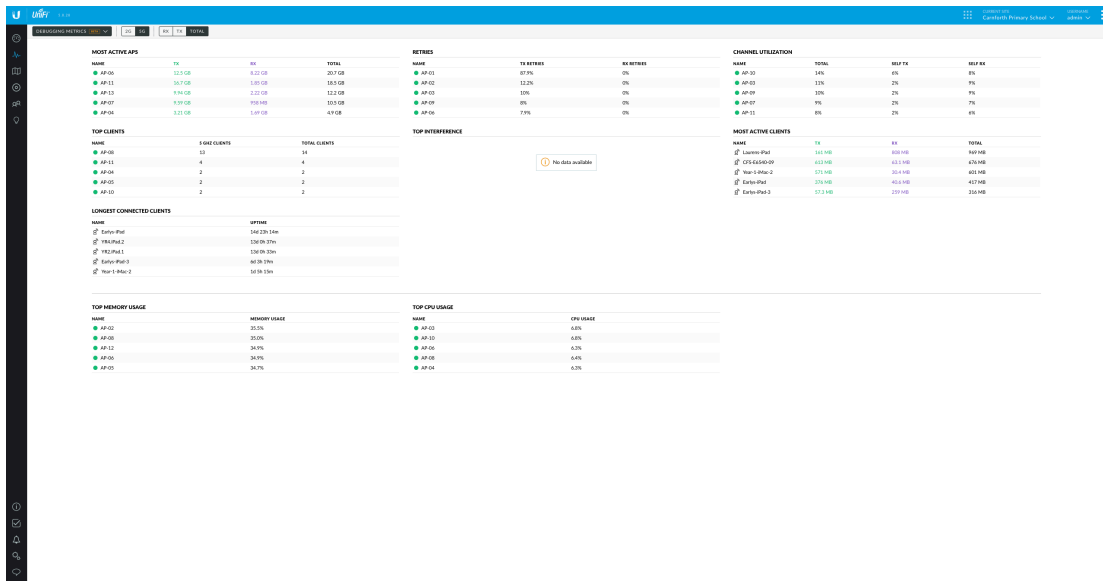 U UniFi
CURRENT SITE
Carnforth Primary School
USERNAME
admin
DEBUGGING METRICS
2G 5G
RX TX TOTAL
MOST ACTIVE APS
NAME TX RX TOTAL
AP-06 12.5 GB 8.22 GB 20.7 GB
AP-11 16.7 GB 1.85 GB 18.5 GB
AP-13 9.94 GB 2.22 GB 12.2 GB
AP-07 9.59 GB 958 MB 10.5 GB
AP-04 3.21 GB 1.69 GB 4.9 GB
RETRIES
NAME TX RETRIES RX RETRIES
AP-01 87.9% 0%
AP-02 12.2% 0%
AP-03 10% 0%
AP-09 8% 0%
AP-06 7.9% 0%
CHANNEL UTILIZATION
NAME TOTAL SELF TX SELF RX
AP-10 14% 6% 8%
AP-03 11% 2% 9%
AP-09 10% 2% 9%
AP-07 9% 2% 7%
AP-11 8% 2% 6%
TOP CLIENTS
NAME 5 GHZ CLIENTS TOTAL CLIENTS
AP-08 13 14
AP-11 4 4
AP-04 2 2
AP-05 2 2
AP-10 2 2
TOP INTERFERENCE
No data available
MOST ACTIVE CLIENTS
NAME TX RX TOTAL
Laurens-iPad 161 MB 808 MB 969 MB
CFS-E6540-09 613 MB 63.1 MB 676 MB
Year-1-iMac-2 571 MB 30.4 MB 601 MB
Earlys-iPad 376 MB 40.6 MB 417 MB
Earlys-iPad-3 57.1 MB 259 MB 316 MB
LONGEST CONNECTED CLIENTS
NAME UPTIME
Earlys-iPad 14d 23h 14m
YR4.iPad.2 13d 0h 37m
YR2.iPad.1 13d 0h 33m
Earlys-iPad-3 6d 3h 19m
Year-1-iMac-2 1d 5h 15m
TOP MEMORY USAGE
NAME MEMORY USAGE
AP-02 35.5%
AP-08 35.0%
AP-12 34.9%
AP-06 34.9%
AP-05 34.7%
TOP CPU USAGE
NAME CPU USAGE
AP-03 6.8%
AP-10 6.8%
AP-06 6.3%
AP-08 6.4%
AP-04 6.3%